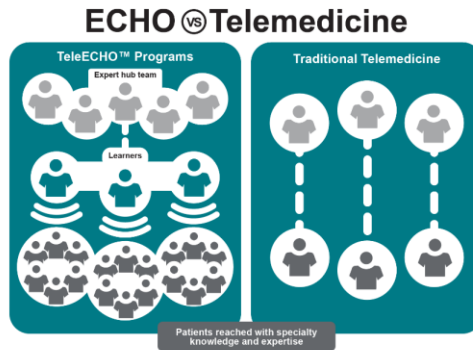 ECHO VS Telemedicine
TeleECHO™ Programs
Expert hub team
Learners
Traditional Telemedicine
Patients reached with specialty
knowledge and expertise